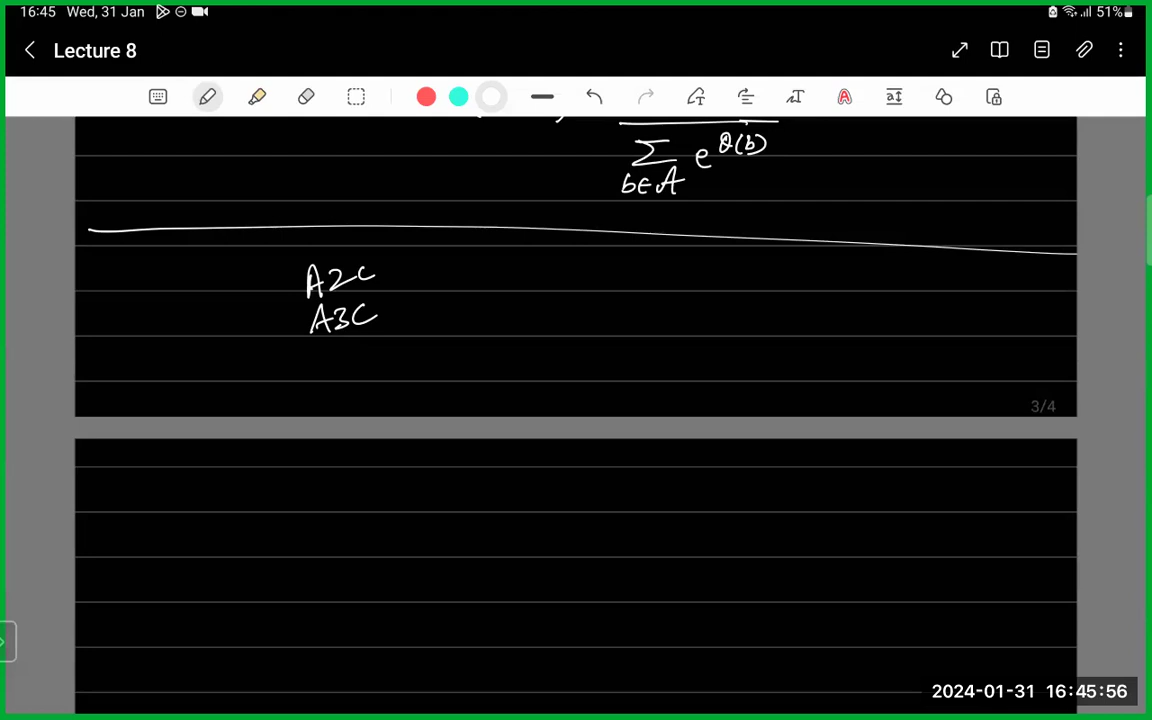 16:45 Wed, 31 Jan
51%
Lecture 8
∑ e^θ(b)
b∈A
A2C
A3C
3/4
2024-01-31 16:45:56